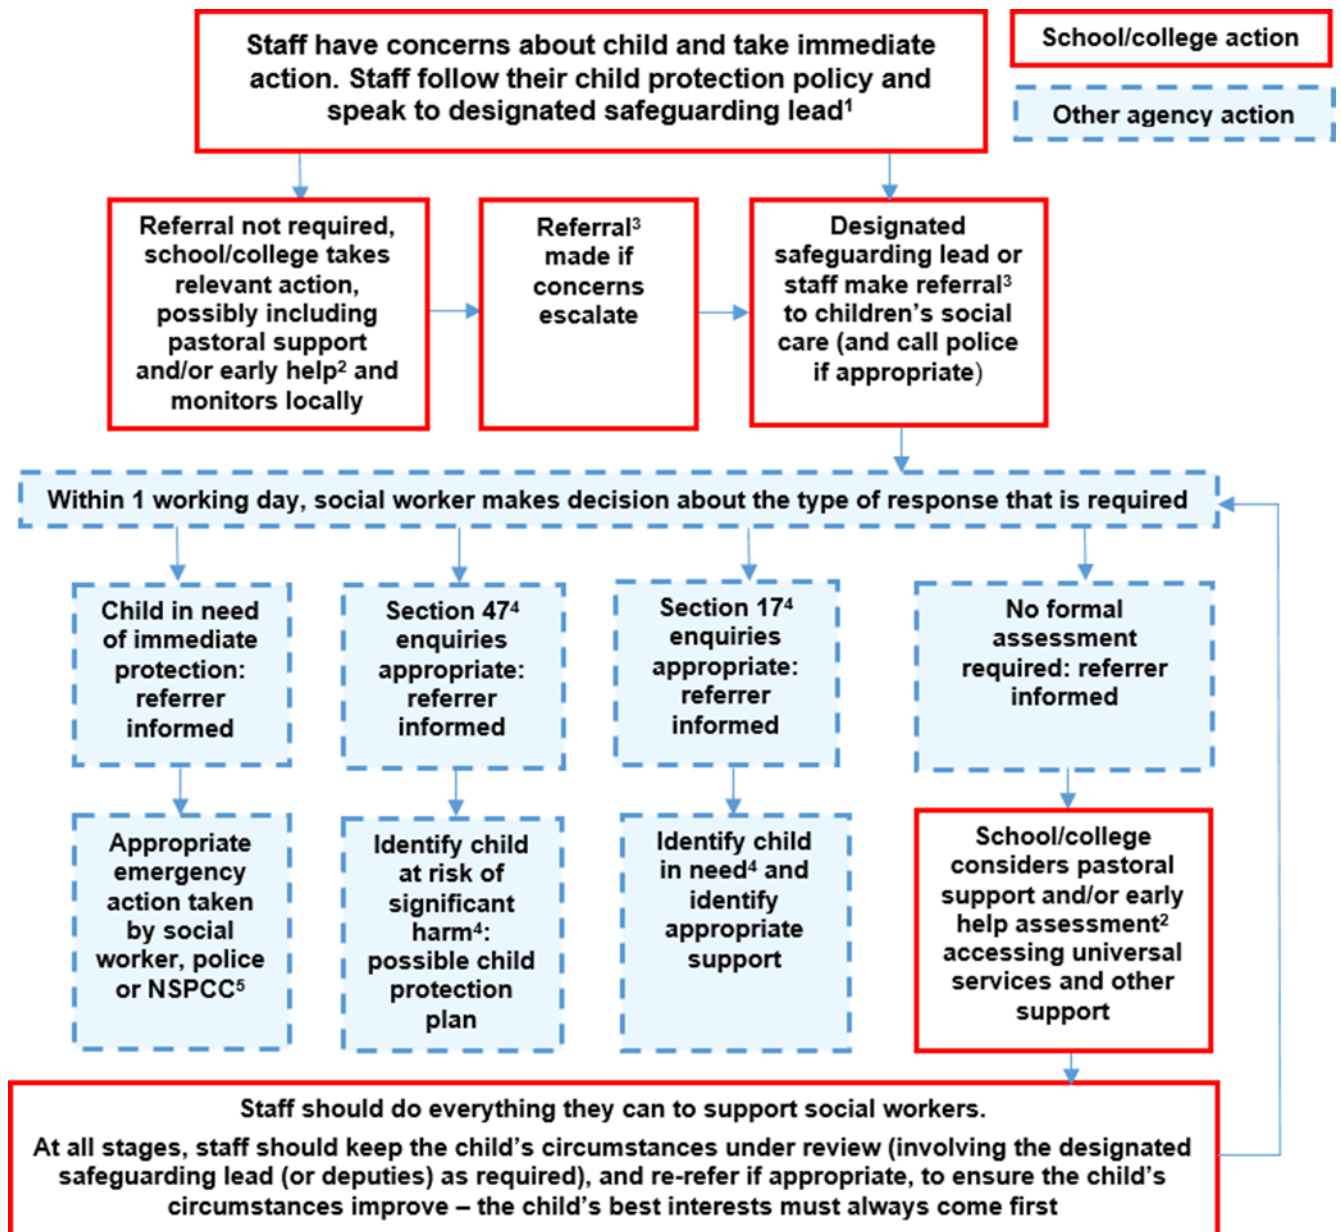 Staff have concerns about child and take immediate
action. Staff follow their child protection policy and
speak to designated safeguarding lead¹
School/college action
Other agency action
Referral not required,
school/college takes
relevant action,
possibly including
pastoral support
and/or early help² and
monitors locally
Referral³
made if
concerns
escalate
Designated
safeguarding lead or
staff make referral³
to children's social
care (and call police
if appropriate)
Within 1 working day, social worker makes decision about the type of response that is required
Child in need
of immediate
protection:
referrer
informed
Section 47⁴
enquiries
appropriate:
referrer
informed
Section 17⁴
enquiries
appropriate:
referrer
informed
No formal
assessment
required: referrer
informed
Appropriate
emergency
action taken
by social
worker, police
or NSPCC⁵
Identify child
at risk of
significant
harm⁴:
possible child
protection
plan
Identify child
in need⁴ and
identify
appropriate
support
School/college
considers pastoral
support and/or early
help assessment²
accessing universal
services and other
support
Staff should do everything they can to support social workers.
At all stages, staff should keep the child's circumstances under review (involving the designated
safeguarding lead (or deputies) as required), and re-refer if appropriate, to ensure the child's
circumstances improve – the child's best interests must always come first